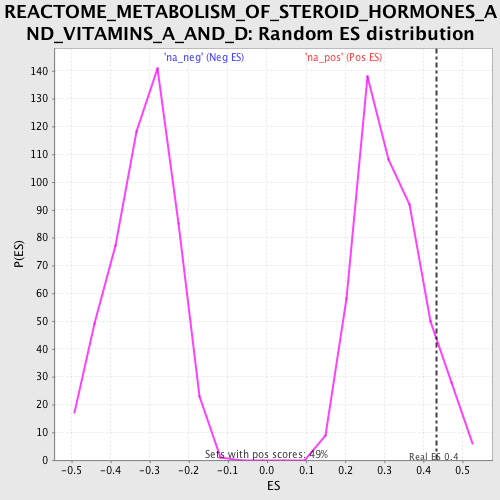 REACTOME_METABOLISM_OF_STEROID_HORMONES_A
ND_VITAMINS_A_AND_D: Random ES distribution
'na_neg' (Neg ES)
'na_pos' (Pos ES)
140
130
120
110
100
90
80
70
60
50
40
30
20
10
0
P(ES)
Sets with pos scores: 49%
Real ES 0.4
-0.5 -0.4 -0.3 -0.2 -0.1 0.0 0.1 0.2 0.3 0.4 0.5
ES